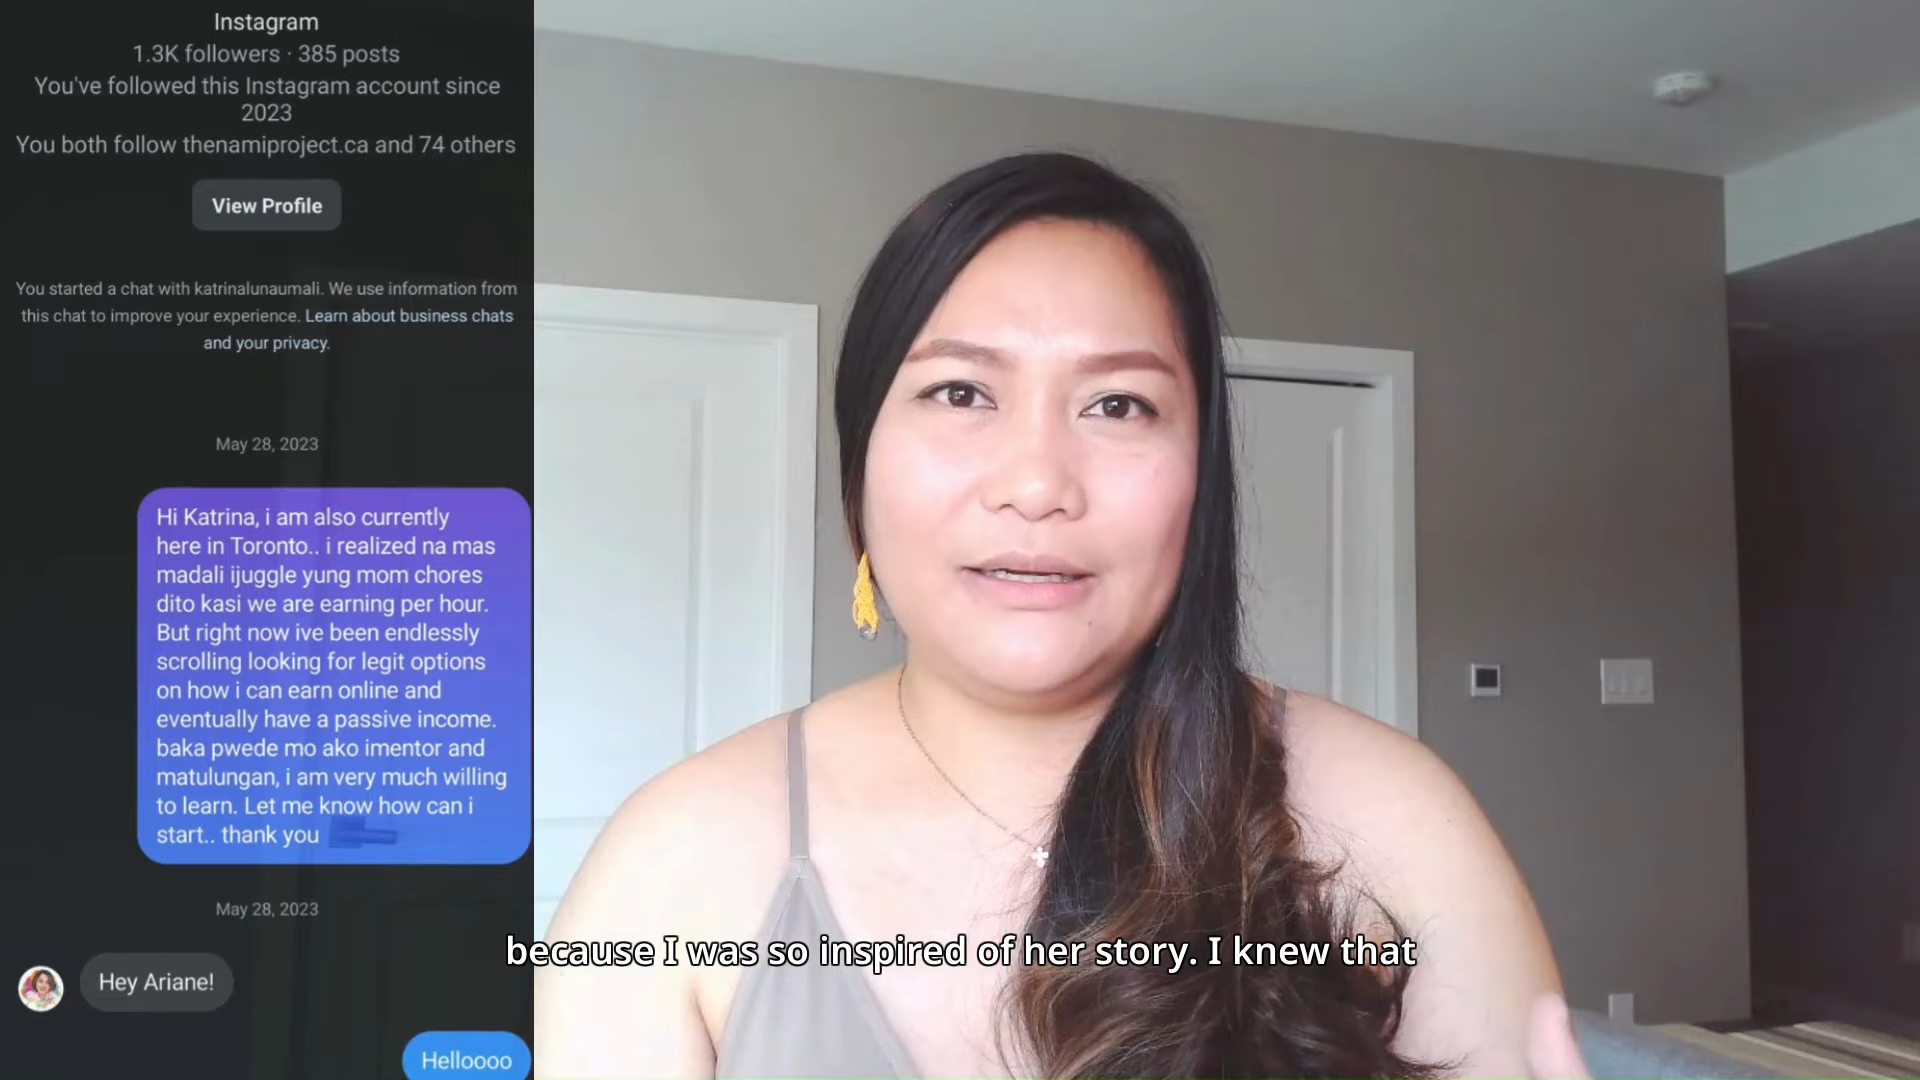 Instagram
1.3K followers · 385 posts
You've followed this Instagram account since
2023
You both follow thenamiproject.ca and 74 others
View Profile
You started a chat with katrinalunaumali. We use information from
this chat to improve your experience. Learn about business chats
and your privacy.
May 28, 2023
Hi Katrina, i am also currently
here in Toronto.. i realized na mas
madali ijuggle yung mom chores
dito kasi we are earning per hour.
But right now ive been endlessly
scrolling looking for legit options
on how i can earn online and
eventually have a passive income.
baka pwede mo ako imentor and
matulungan, i am very much willing
to learn. Let me know how can i
start.. thank you
May 28, 2023
Hey Ariane!
Helloooo
because I was so inspired of her story. I knew that